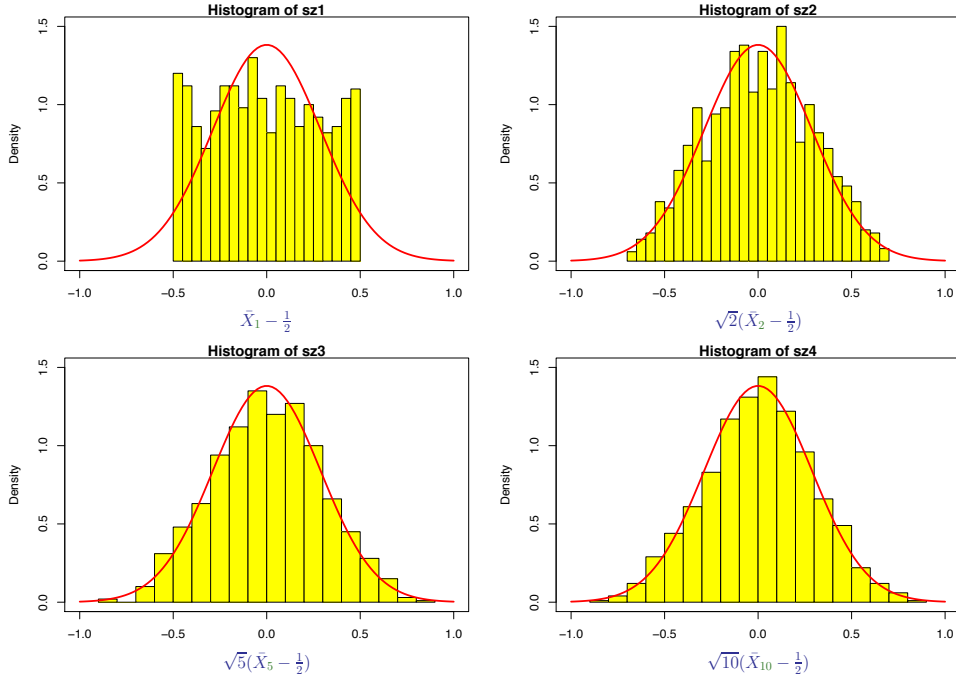 Histogram of sz1
Density
0.0 0.5 1.0 1.5
−1.0 −0.5 0.0 0.5 1.0
X̄₁ − 1/2
Histogram of sz2
Density
0.0 0.5 1.0 1.5
−1.0 −0.5 0.0 0.5 1.0
√2(X̄₂ − 1/2)
Histogram of sz3
Density
0.0 0.5 1.0 1.5
−1.0 −0.5 0.0 0.5 1.0
√5(X̄₅ − 1/2)
Histogram of sz4
Density
0.0 0.5 1.0 1.5
−1.0 −0.5 0.0 0.5 1.0
√10(X̄₁₀ − 1/2)